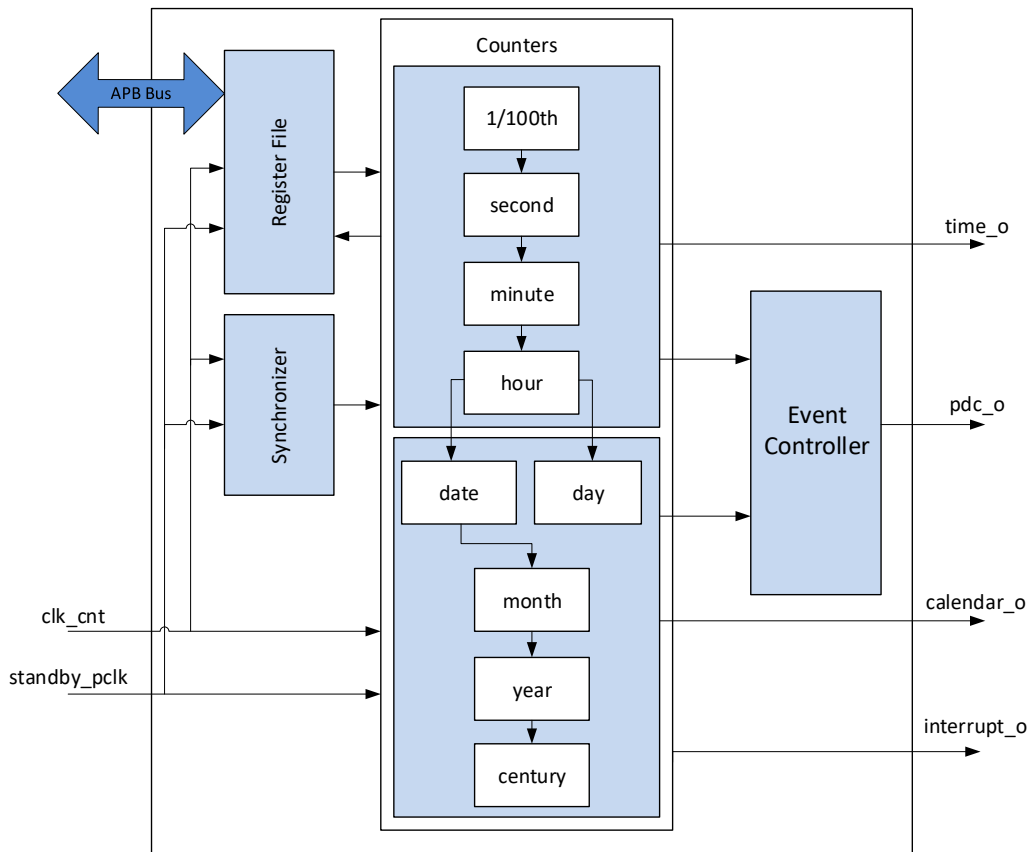 Counters
APB Bus
Register File
1/100th
second
minute
hour
time_o
Synchronizer
Event
Controller
pdc_o
date
day
month
year
century
clk_cnt
standby_pclk
calendar_o
interrupt_o